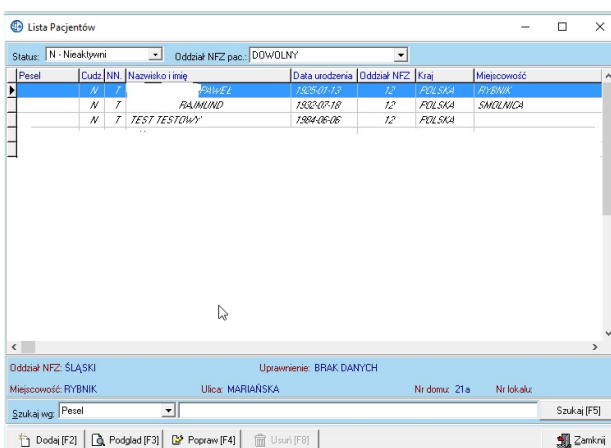 Lista Pacjentów
Status: N - Nieaktywni Oddział NFZ pac.: DOWOLNY
Pesel Cudz. NN. Nazwisko i imię Data urodzenia Oddział NFZ Kraj Miejscowość
N T PAWEŁ 1925-01-13 12 POLSKA RYBNIK
N T RAJMUND 1932-07-18 12 POLSKA SMOLNICA
N T TEST TESTOWY 1984-06-06 12 POLSKA
Oddział NFZ: ŚLĄSKI Uprawnienie: BRAK DANYCH
Miejscowość: RYBNIK Ulica: MARIAŃSKA Nr domu: 21a Nr lokalu:
Szukaj wg: Pesel Szukaj [F5]
Dodaj [F2] Podgląd [F3] Popraw [F4] Usuń [F8] Zamknij